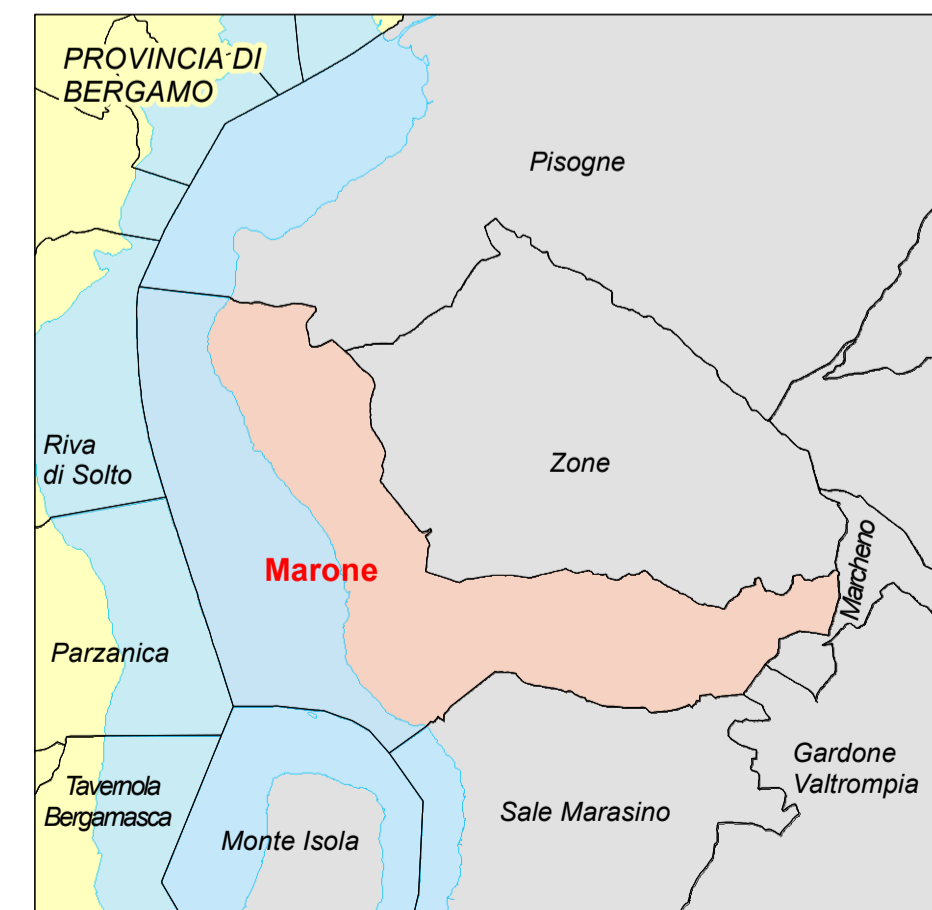 PROVINCIA DI
BERGAMO
Pisogne
Riva
di Solto
Zone
Marcheno
Marone
Parzanica
Gardone
Valtrompia
Tavernola
Bergamasca
Sale Marasino
Monte Isola